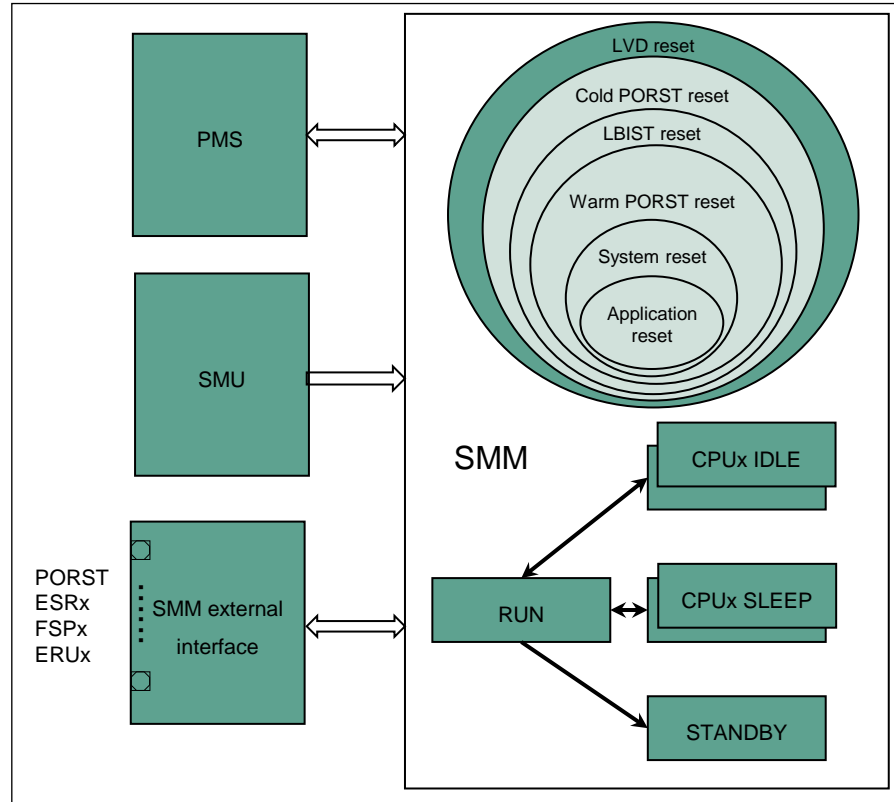 PMS
SMU
PORST
ESRx
FSPx
ERUx
SMM external
interface
LVD reset
Cold PORST reset
LBIST reset
Warm PORST reset
System reset
Application
reset
SMM
CPUx IDLE
RUN
CPUx SLEEP
STANDBY